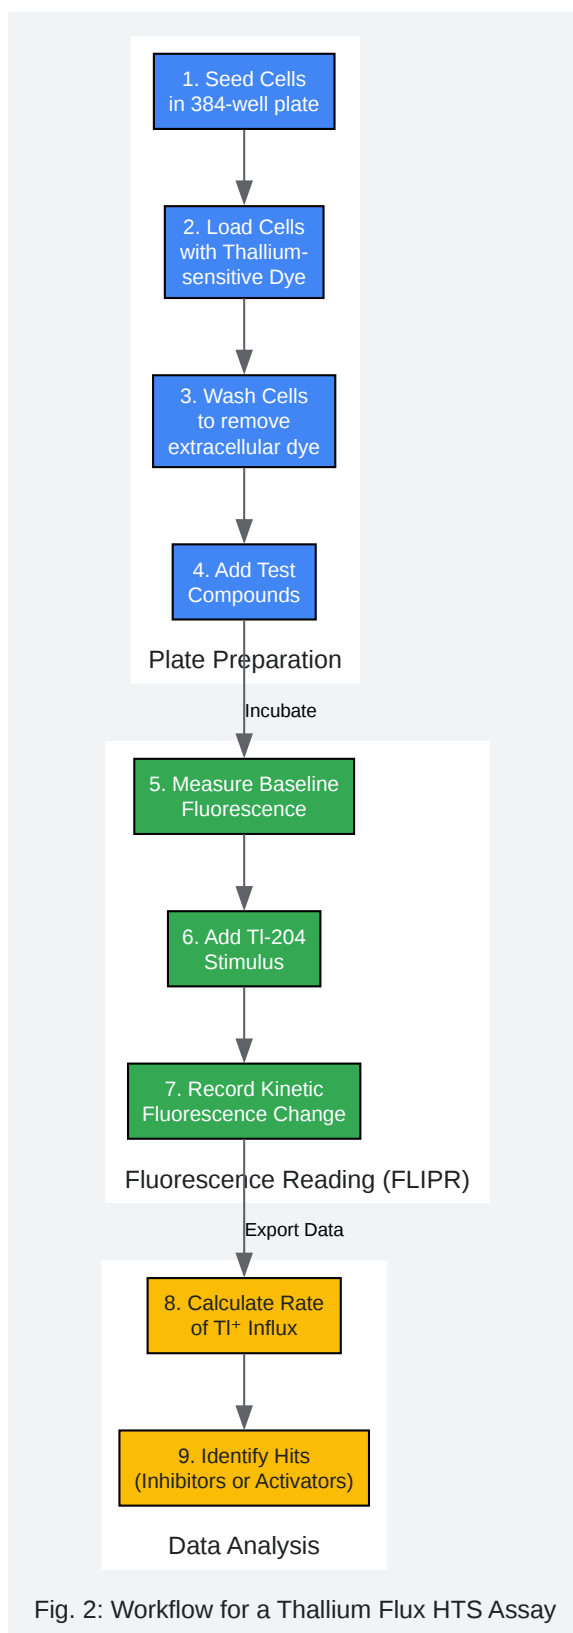 1. Seed Cells
in 384-well plate
2. Load Cells
with Thallium-
sensitive Dye
3. Wash Cells
to remove
extracellular dye
4. Add Test
Compounds
Plate Preparation
Incubate
5. Measure Baseline
Fluorescence
6. Add Tl-204
Stimulus
7. Record Kinetic
Fluorescence Change
Fluorescence Reading (FLIPR)
Export Data
8. Calculate Rate
of Tl⁺ Influx
9. Identify Hits
(Inhibitors or Activators)
Data Analysis
Fig. 2: Workflow for a Thallium Flux HTS Assay